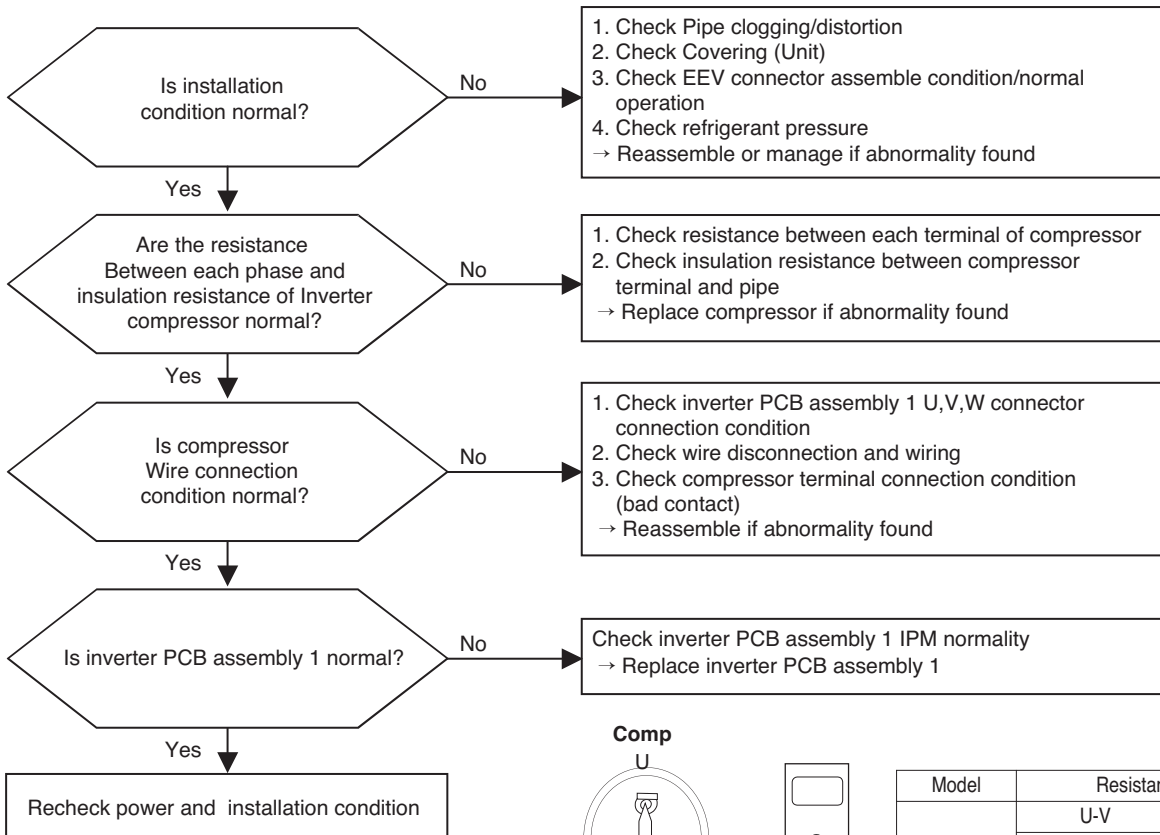 Is installation
condition normal?
No
1. Check Pipe clogging/distortion
2. Check Covering (Unit)
3. Check EEV connector assemble condition/normal
operation
4. Check refrigerant pressure
→ Reassemble or manage if abnormality found
Yes
Are the resistance
Between each phase and
insulation resistance of Inverter
compressor normal?
No
1. Check resistance between each terminal of compressor
2. Check insulation resistance between compressor
terminal and pipe
→ Replace compressor if abnormality found
Yes
Is compressor
Wire connection
condition normal?
No
1. Check inverter PCB assembly 1 U,V,W connector
connection condition
2. Check wire disconnection and wiring
3. Check compressor terminal connection condition
(bad contact)
→ Reassemble if abnormality found
Yes
Is inverter PCB assembly 1 normal?
No
Check inverter PCB assembly 1 IPM normality
→ Replace inverter PCB assembly 1
Yes
Recheck power and installation condition
Comp
U
Model
U-V